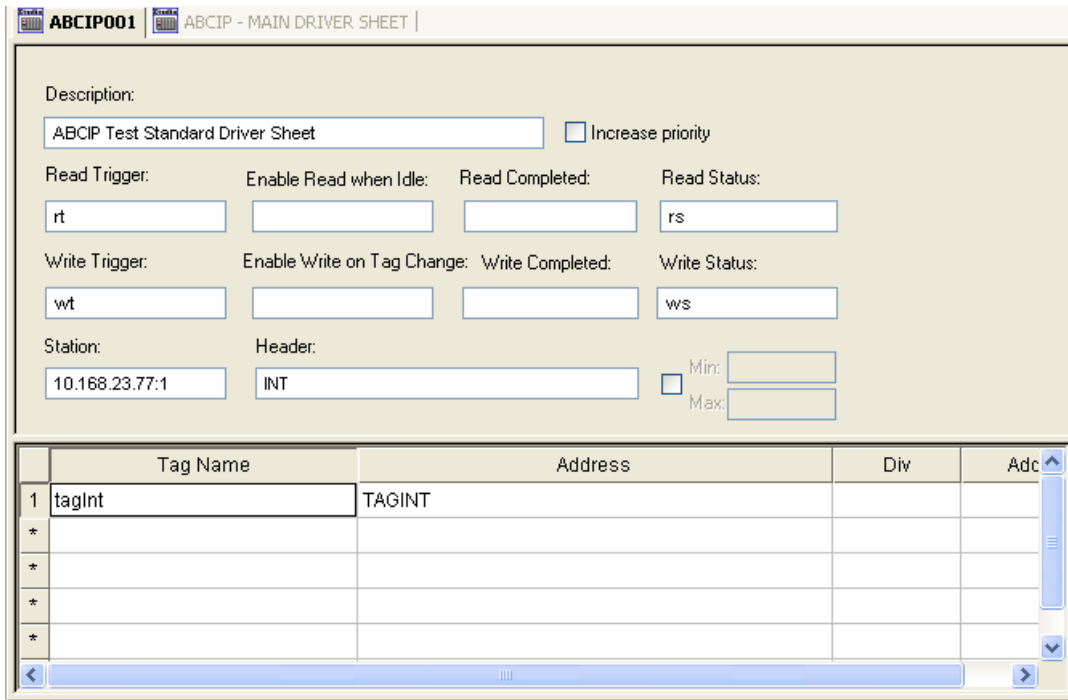 ABCIP001 ABCIP - MAIN DRIVER SHEET
Description:
ABCIP Test Standard Driver Sheet Increase priority
Read Trigger: Enable Read when Idle: Read Completed: Read Status:
rt rs
Write Trigger: Enable Write on Tag Change: Write Completed: Write Status:
wt ws
Station: Header:
10.168.23.77:1 INT
Min:
Max:
Tag Name Address Div Adc
1 tagInt TAGINT
*
*
*
*